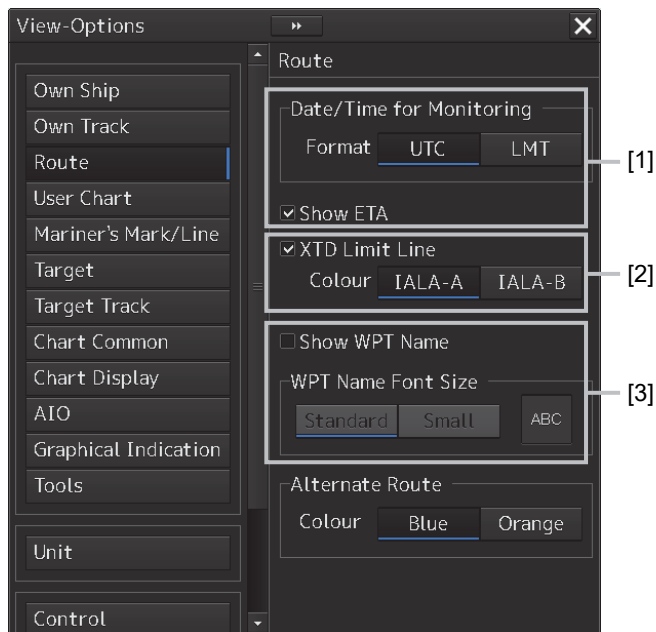 View-Options
Route
Own Ship
Own Track
Route
User Chart
Mariner's Mark/Line
Target
Target Track
Chart Common
Chart Display
AIO
Graphical Indication
Tools
Unit
Control
Date/Time for Monitoring
Format UTC LMT
Show ETA
[1]
XTD Limit Line
Colour IALA-A IALA-B
[2]
Show WPT Name
WPT Name Font Size
Standard Small ABC
[3]
Alternate Route
Colour Blue Orange